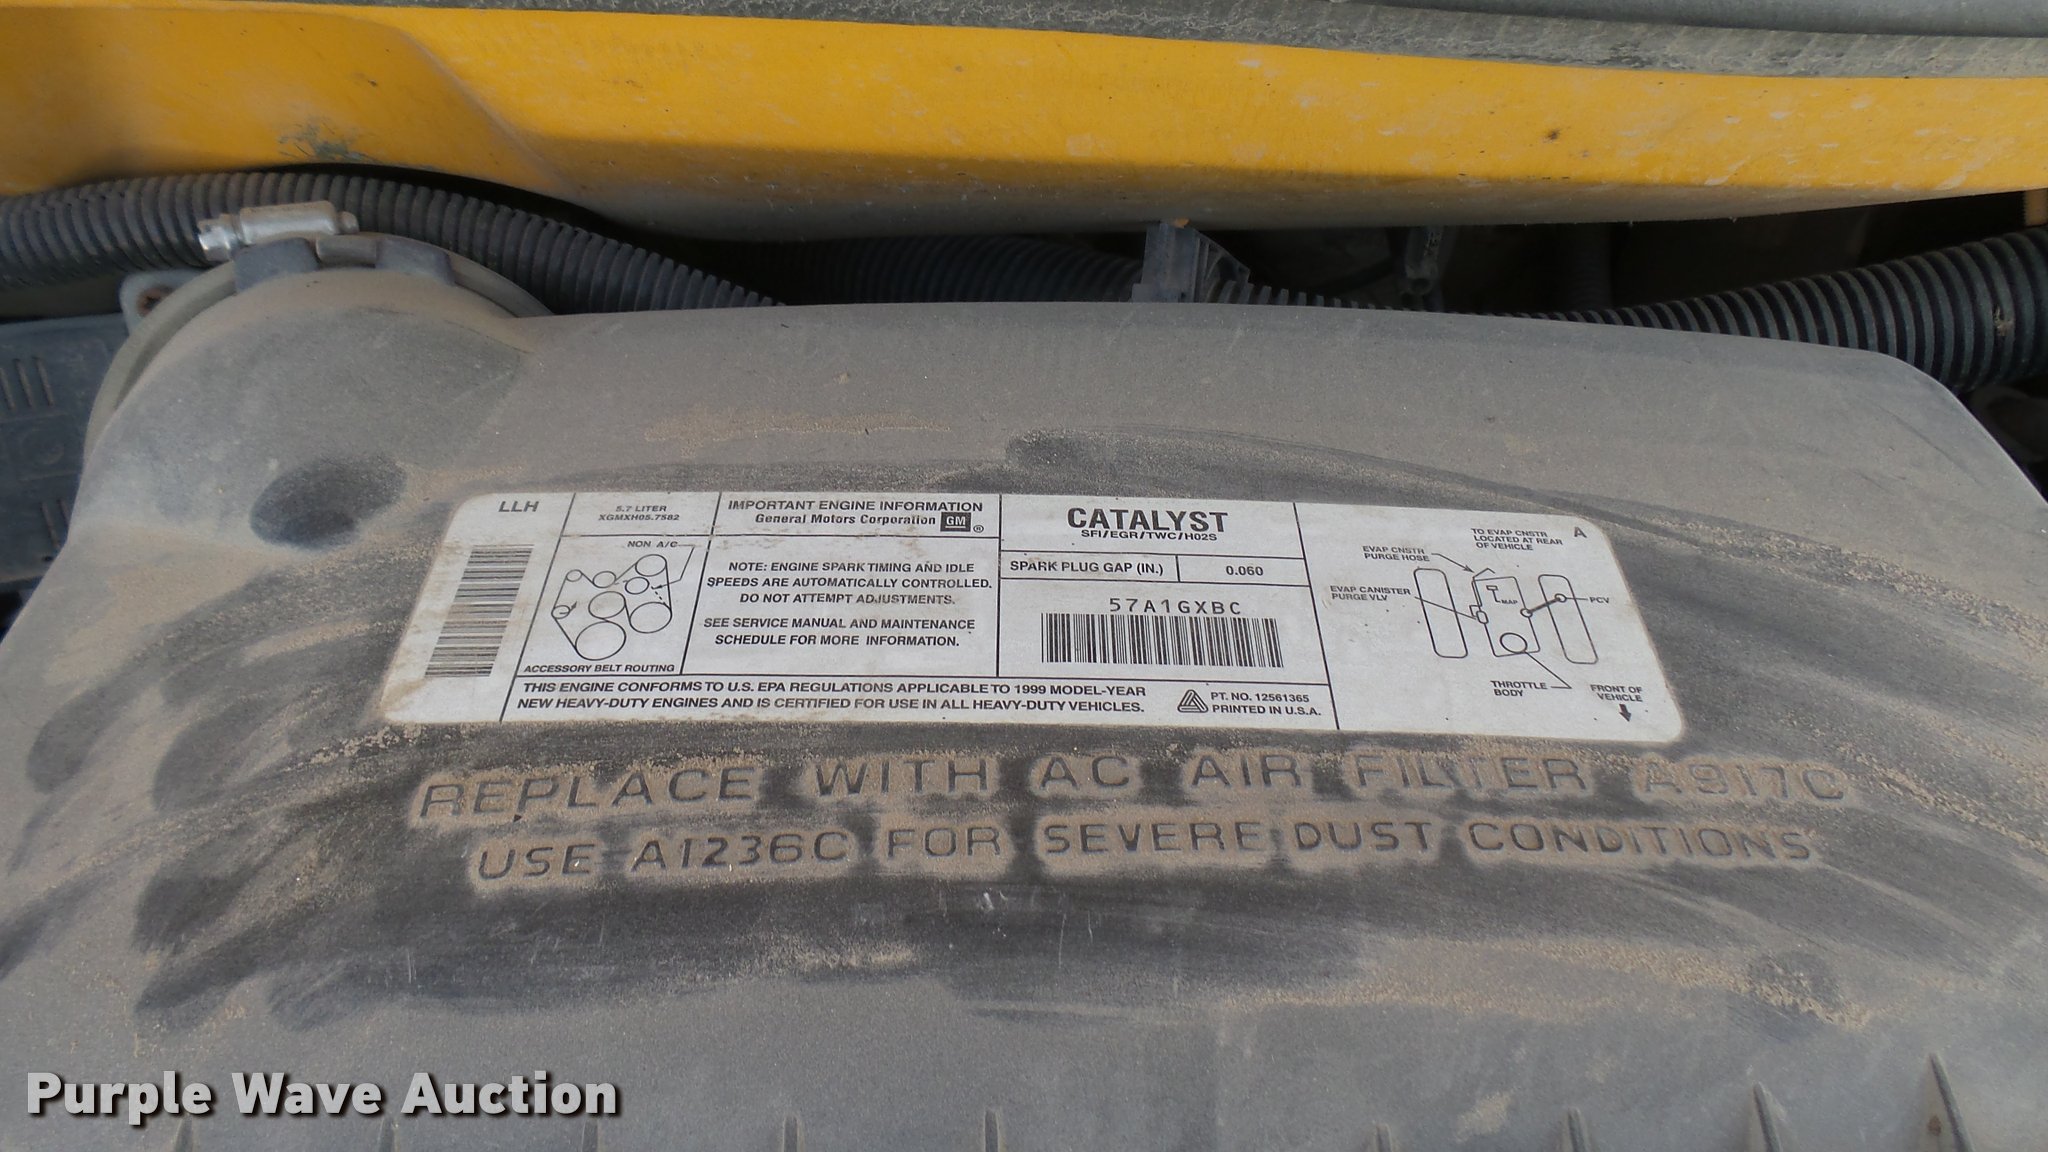 LLH
5.7 LITER
XGMXH05.7582
NON A/C
ACCESSORY BELT ROUTING
IMPORTANT ENGINE INFORMATION
General Motors Corporation GM ®
NOTE: ENGINE SPARK TIMING AND IDLE
SPEEDS ARE AUTOMATICALLY CONTROLLED.
DO NOT ATTEMPT ADJUSTMENTS.
SEE SERVICE MANUAL AND MAINTENANCE
SCHEDULE FOR MORE INFORMATION.
CATALYST
SFI/EGR/TWC/HO2S
SPARK PLUG GAP (IN.) 0.060
57A1GXBC
THIS ENGINE CONFORMS TO U.S. EPA REGULATIONS APPLICABLE TO 1999 MODEL-YEAR
NEW HEAVY-DUTY ENGINES AND IS CERTIFIED FOR USE IN ALL HEAVY-DUTY VEHICLES.
PT. NO. 12561365
PRINTED IN U.S.A.
A
TO EVAP CNSTR
LOCATED AT REAR
OF VEHICLE
EVAP CNSTR
PURGE HOSE
EVAP CANISTER
PURGE VLV
MAP
PCV
THROTTLE
BODY
FRONT OF
VEHICLE
REPLACE WITH AC AIR FILTER A917C
USE A1236C FOR SEVERE DUST CONDITIONS
Purple Wave Auction